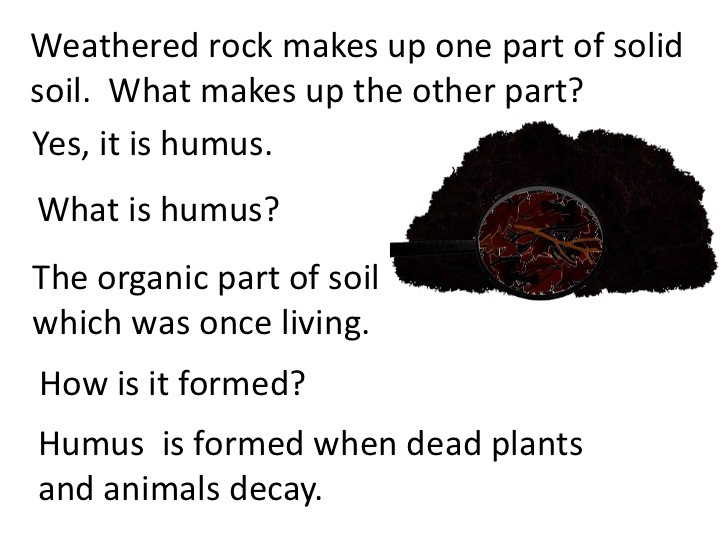 Weathered rock makes up one part of solid
soil.  What makes up the other part?
Yes, it is humus.
What is humus?
The organic part of soil
which was once living.
How is it formed?
Humus  is formed when dead plants
and animals decay.